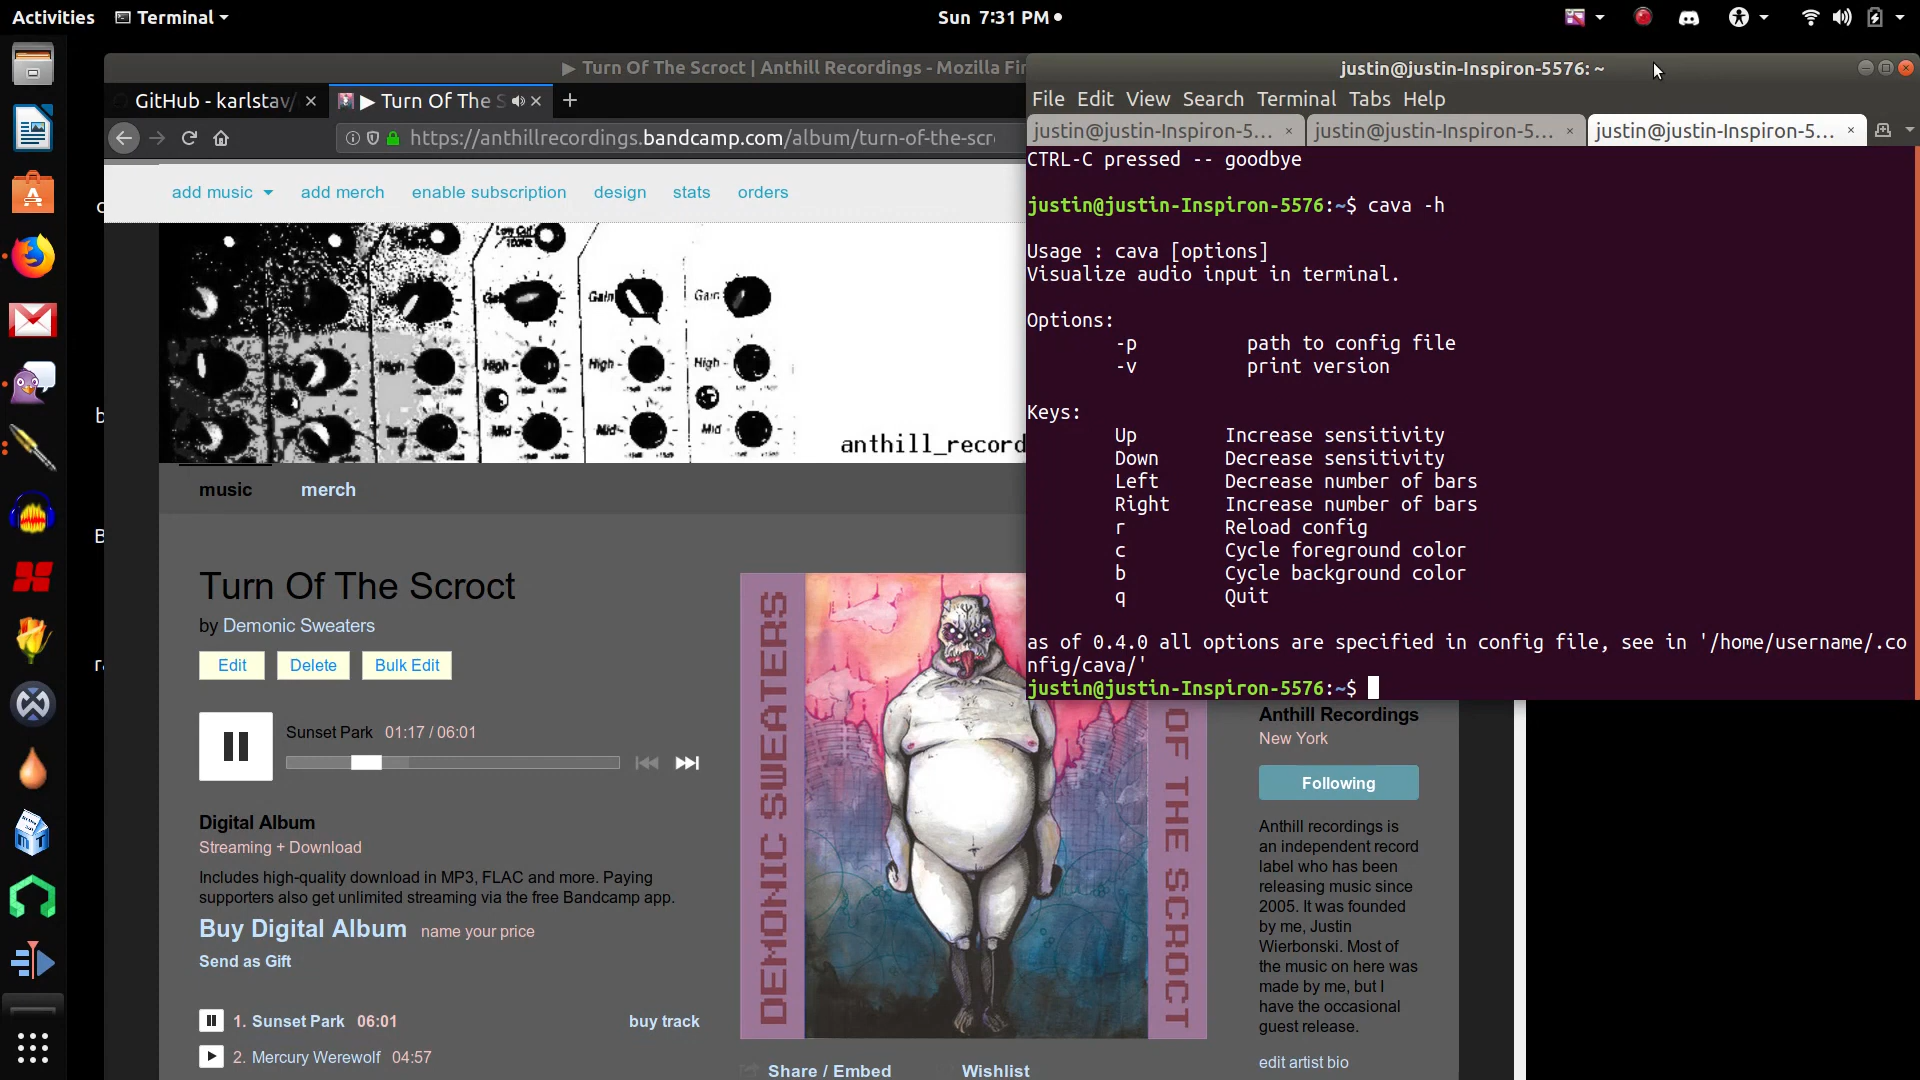 Activities Terminal Sun 7:31 PM
▶ Turn Of The Scroct | Anthill Recordings - Mozilla Fir
GitHub - karlstav/ × ▶ Turn Of The S × +
https://anthillrecordings.bandcamp.com/album/turn-of-the-scr
add music add merch enable subscription design stats orders
Gain Gain
High High High High
Mid Mid Mid Mid
anthill_record
music merch
Turn Of The Scroct
by Demonic Sweaters
Edit Delete Bulk Edit
Sunset Park 01:17 / 06:01
Digital Album
Streaming + Download
Includes high-quality download in MP3, FLAC and more. Paying
supporters also get unlimited streaming via the free Bandcamp app.
Buy Digital Album name your price
Send as Gift
1. Sunset Park 06:01 buy track
2. Mercury Werewolf 04:57
DEMONIC SWEATERS
OF THE SCROCT
Share / Embed Wishlist
Anthill Recordings
New York
Following
Anthill recordings is
an independent record
label who has been
releasing music since
2005. It was founded
by me, Justin
Wierbonski. Most of
the music on here was
made by me, but I
have the occasional
guest release.
edit artist bio
justin@justin-Inspiron-5576: ~
File Edit View Search Terminal Tabs Help
justin@justin-Inspiron-5... × justin@justin-Inspiron-5... × justin@justin-Inspiron-5... ×
CTRL-C pressed -- goodbye
justin@justin-Inspiron-5576:~$ cava -h
Usage : cava [options]
Visualize audio input in terminal.
Options:
-p path to config file
-v print version
Keys:
Up Increase sensitivity
Down Decrease sensitivity
Left Decrease number of bars
Right Increase number of bars
r Reload config
c Cycle foreground color
b Cycle background color
q Quit
as of 0.4.0 all options are specified in config file, see in '/home/username/.co
nfig/cava/'
justin@justin-Inspiron-5576:~$